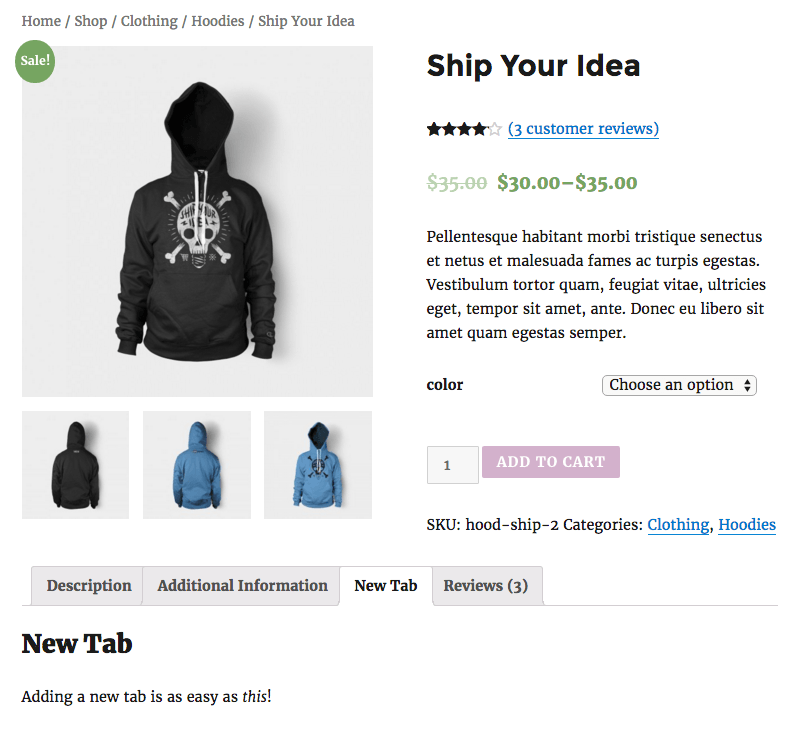 Home / Shop / Clothing / Hoodies / Ship Your Idea
Sale!
SHIP YOUR
IDEA
Ship Your Idea
(3 customer reviews)
$35.00 $30.00–$35.00
Pellentesque habitant morbi tristique senectus
et netus et malesuada fames ac turpis egestas.
Vestibulum tortor quam, feugiat vitae, ultricies
eget, tempor sit amet, ante. Donec eu libero sit
amet quam egestas semper.
color Choose an option
1 ADD TO CART
SKU: hood-ship-2 Categories: Clothing, Hoodies
Description Additional Information New Tab Reviews (3)
New Tab
Adding a new tab is as easy as this!